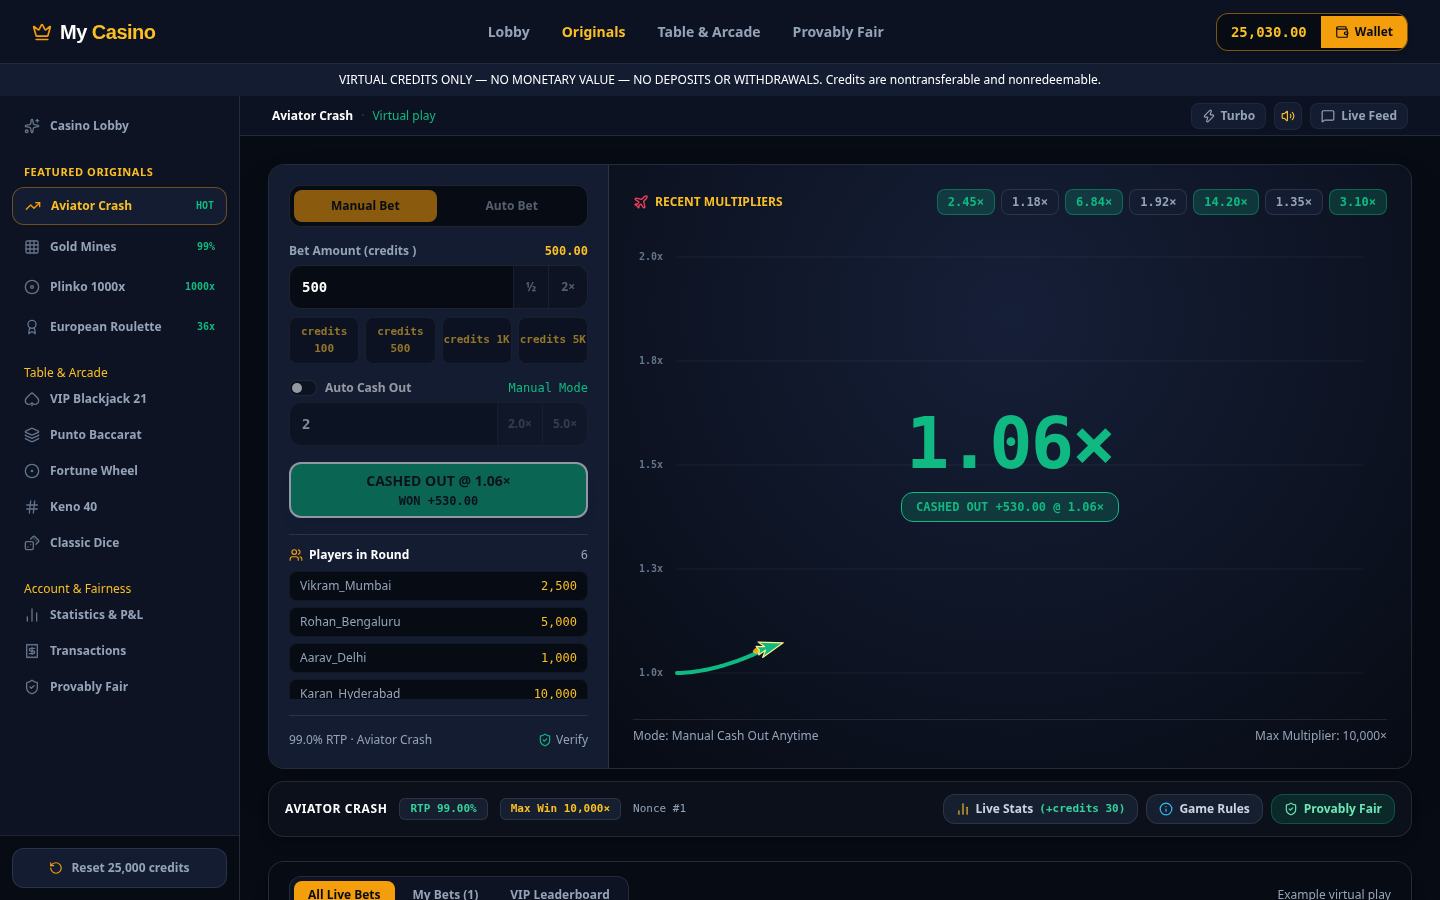 My Casino
Lobby
Originals
Table & Arcade
Provably Fair
25,030.00
Wallet
VIRTUAL CREDITS ONLY — NO MONETARY VALUE — NO DEPOSITS OR WITHDRAWALS. Credits are nontransferable and nonredeemable.
Casino Lobby
FEATURED ORIGINALS
Aviator Crash HOT
Gold Mines 99%
Plinko 1000x 1000x
European Roulette 36x
Table & Arcade
VIP Blackjack 21
Punto Baccarat
Fortune Wheel
Keno 40
Classic Dice
Account & Fairness
Statistics & P&L
Transactions
Provably Fair
Reset 25,000 credits
Aviator Crash · Virtual play
Turbo
Live Feed
Manual Bet
Auto Bet
Bet Amount (credits ) 500.00
500 ½ 2×
credits 100
credits 500
credits 1K
credits 5K
Auto Cash Out Manual Mode
2 2.0× 5.0×
CASHED OUT @ 1.06×
WON +530.00
Players in Round 6
Vikram_Mumbai 2,500
Rohan_Bengaluru 5,000
Aarav_Delhi 1,000
Karan_Hyderabad 10,000
99.0% RTP · Aviator Crash
Verify
RECENT MULTIPLIERS
2.45× 1.18× 6.84× 1.92× 14.20× 1.35× 3.10×
2.0x
1.8x
1.5x
1.3x
1.0x
1.06×
CASHED OUT +530.00 @ 1.06×
Mode: Manual Cash Out Anytime
Max Multiplier: 10,000×
AVIATOR CRASH
RTP 99.00%
Max Win 10,000×
Nonce #1
Live Stats (+credits 30)
Game Rules
Provably Fair
All Live Bets
My Bets (1)
VIP Leaderboard
Example virtual play